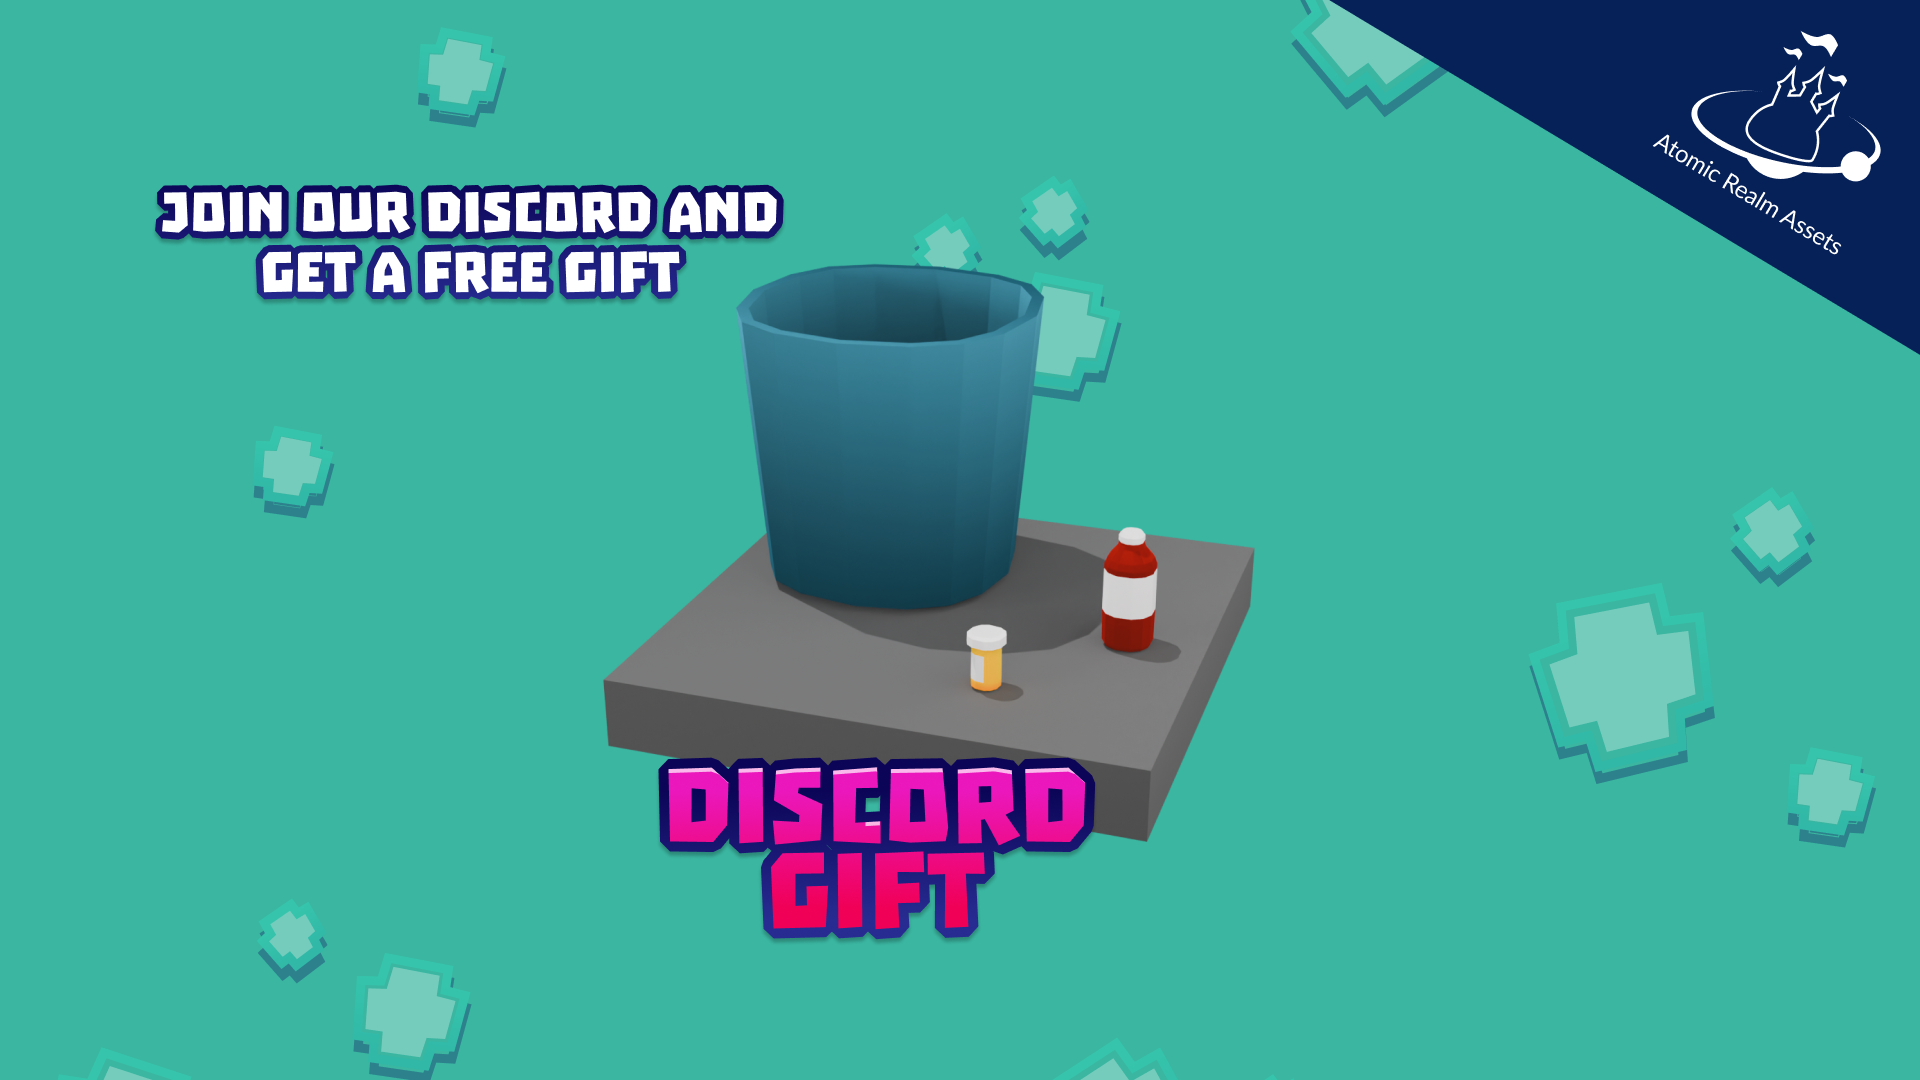 JOIN OUR DISCORD AND
GET A FREE GIFT
Atomic Realm Assets
DISCORD
GIFT